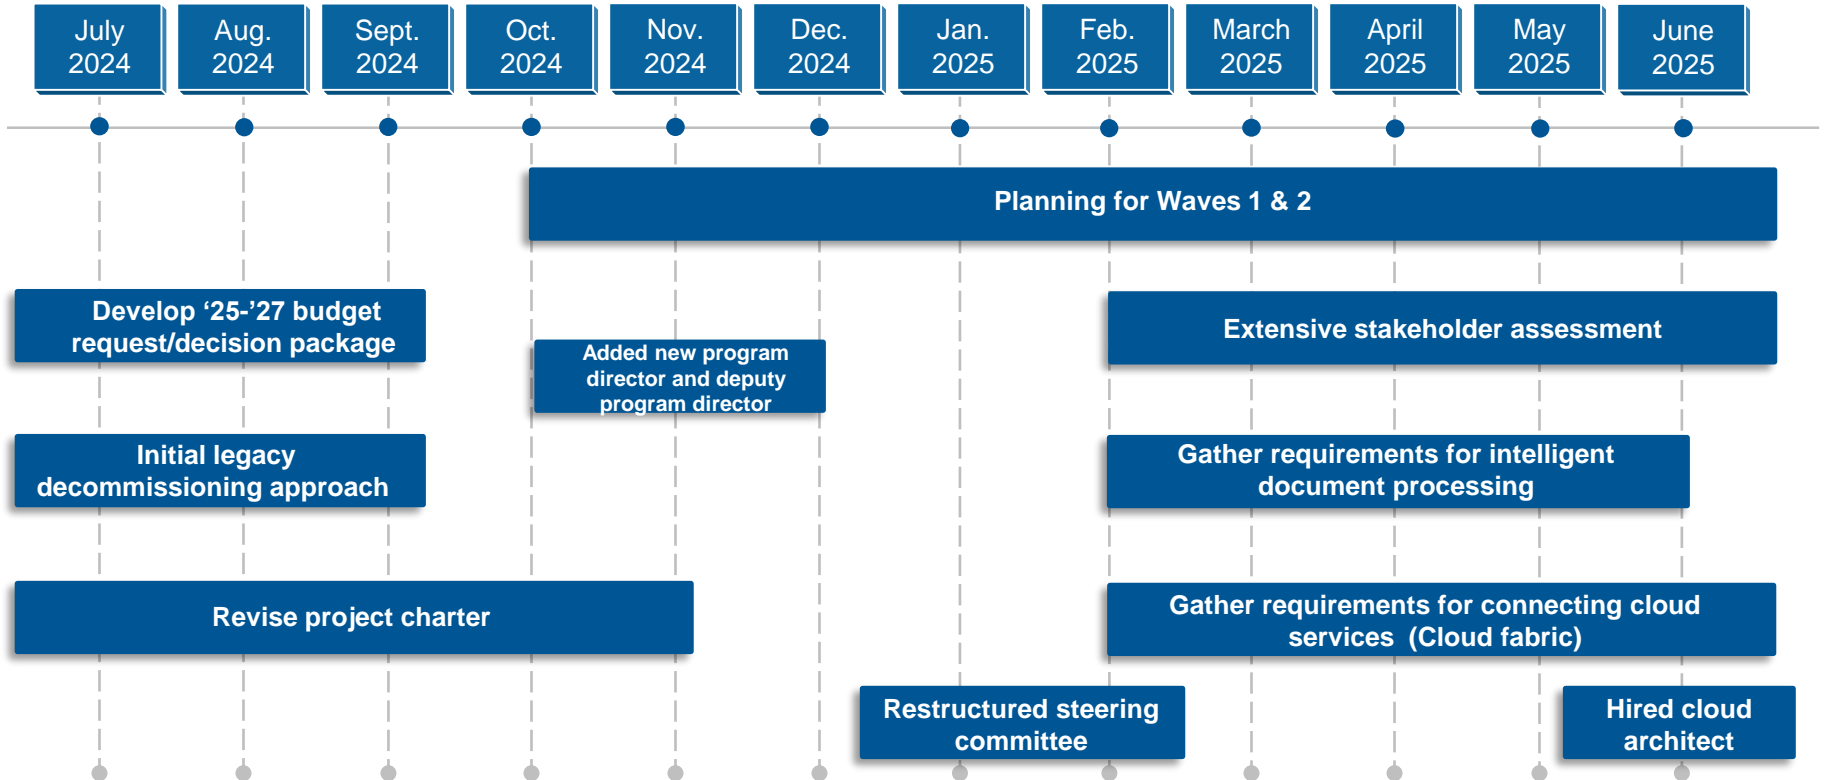 July
2024
Aug.
2024
Sept.
2024
Oct.
2024
Nov.
2024
Dec.
2024
Jan.
2025
Feb.
2025
March
2025
April
2025
May
2025
June
2025
Planning for Waves 1 & 2
Develop ‘25-’27 budget
request/decision package
Extensive stakeholder assessment
Added new program
director and deputy
program director
Initial legacy
decommissioning approach
Gather requirements for intelligent
document processing
Revise project charter
Gather requirements for connecting cloud
services (Cloud fabric)
Restructured steering
committee
Hired cloud
architect